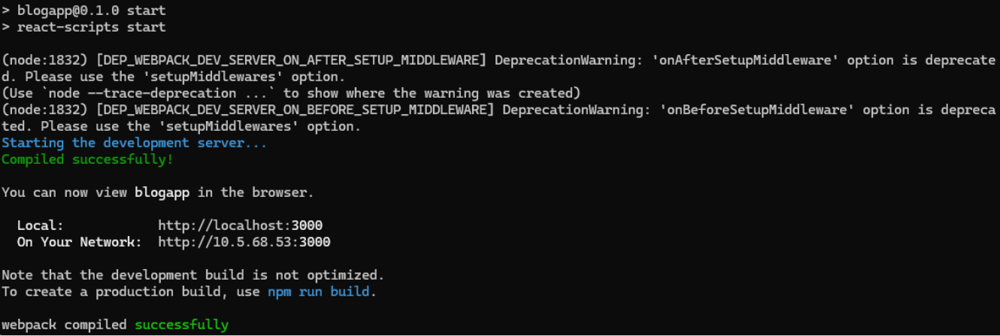 > blogapp@0.1.0 start
> react-scripts start
(node:1832) [DEP_WEBPACK_DEV_SERVER_ON_AFTER_SETUP_MIDDLEWARE] DeprecationWarning: 'onAfterSetupMiddleware' option is deprecate
d. Please use the 'setupMiddlewares' option.
(Use `node --trace-deprecation ...` to show where the warning was created)
(node:1832) [DEP_WEBPACK_DEV_SERVER_ON_BEFORE_SETUP_MIDDLEWARE] DeprecationWarning: 'onBeforeSetupMiddleware' option is depreca
ted. Please use the 'setupMiddlewares' option.
Starting the development server...
Compiled successfully!
You can now view blogapp in the browser.
Local: http://localhost:3000
On Your Network: http://10.5.68.53:3000
Note that the development build is not optimized.
To create a production build, use npm run build.
webpack compiled successfully